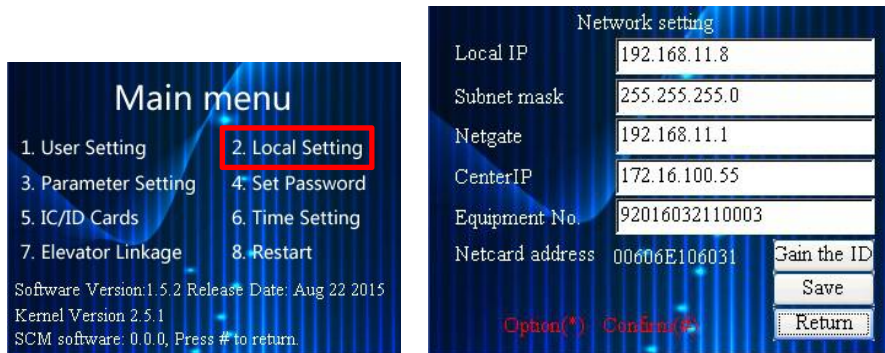 Main menu
1. User Setting
2. Local Setting
3. Parameter Setting
4. Set Password
5. IC/ID Cards
6. Time Setting
7. Elevator Linkage
8. Restart
Software Version:1.5.2 Release Date: Aug 22 2015
Kernel Version 2.5.1
SCM software: 0.0.0, Press # to return.
Network setting
Local IP 192.168.11.8
Subnet mask 255.255.255.0
Netgate 192.168.11.1
CenterIP 172.16.100.55
Equipment No. 92016032110003
Netcard address 00606E106031 Gain the ID
Save
Option(*) Confirm(#) Return